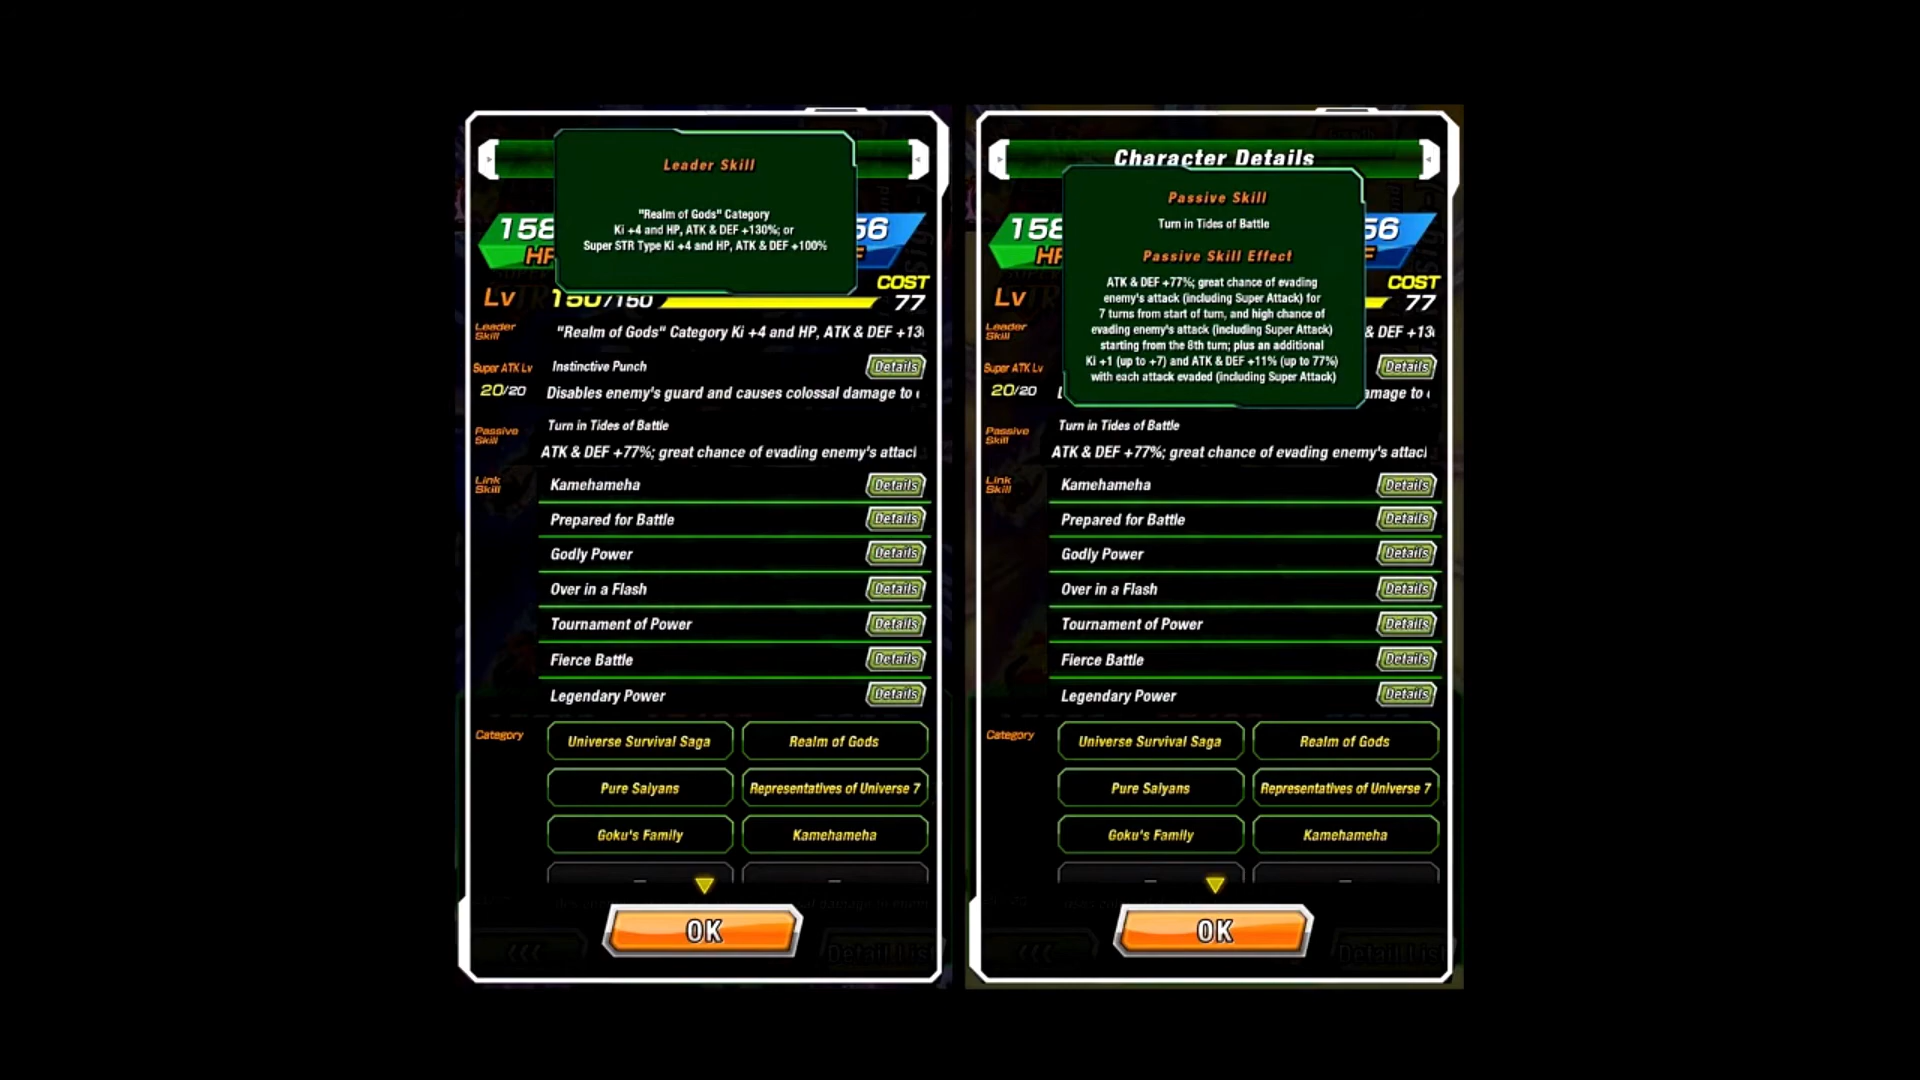 Leader Skill
"Realm of Gods" Category
Ki +4 and HP, ATK & DEF +130%; or
Super STR Type Ki +4 and HP, ATK & DEF +100%
158
56
HP
COST
Lv 150/150 77
Leader Skill
"Realm of Gods" Category Ki +4 and HP, ATK & DEF +13
Super ATK Lv
Instinctive Punch Details
20/20
Disables enemy's guard and causes colossal damage to
Passive Skill
Turn in Tides of Battle
ATK & DEF +77%; great chance of evading enemy's attac
Link Skill
Kamehameha Details
Prepared for Battle Details
Godly Power Details
Over in a Flash Details
Tournament of Power Details
Fierce Battle Details
Legendary Power Details
Category
Universe Survival Saga Realm of Gods
Pure Saiyans Representatives of Universe 7
Goku's Family Kamehameha
OK
Detail List
Character Details
Passive Skill
Turn in Tides of Battle
Passive Skill Effect
ATK & DEF +77%; great chance of evading
enemy's attack (including Super Attack) for
7 turns from start of turn, and high chance of
evading enemy's attack (including Super Attack)
starting from the 8th turn; plus an additional
Ki +1 (up to +7) and ATK & DEF +11% (up to 77%)
with each attack evaded (including Super Attack)
158
56
HP
COST
Lv 77
Leader Skill
& DEF +13
Super ATK Lv
Details
20/20
amage to
Passive Skill
Turn in Tides of Battle
ATK & DEF +77%; great chance of evading enemy's attac
Link Skill
Kamehameha Details
Prepared for Battle Details
Godly Power Details
Over in a Flash Details
Tournament of Power Details
Fierce Battle Details
Legendary Power Details
Category
Universe Survival Saga Realm of Gods
Pure Saiyans Representatives of Universe 7
Goku's Family Kamehameha
OK
Detail List